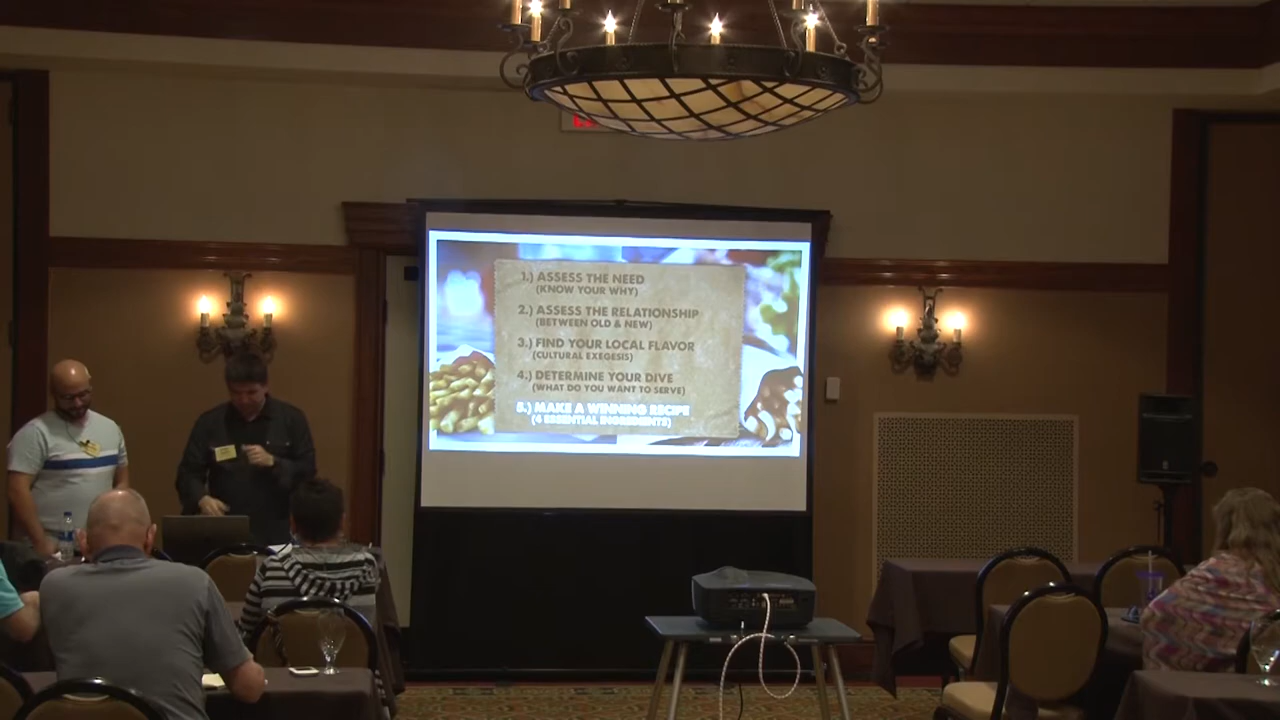 1.) ASSESS THE NEED
(KNOW YOUR WHY)
2.) ASSESS THE RELATIONSHIP
(BETWEEN OLD & NEW)
3.) FIND YOUR LOCAL FLAVOR
(CULTURAL EXEGESIS)
4.) DETERMINE YOUR DIVE
(WHAT DO YOU WANT TO SERVE)
5.) MAKE A WINNING RECIPE
(4 ESSENTIAL INGREDIENTS)